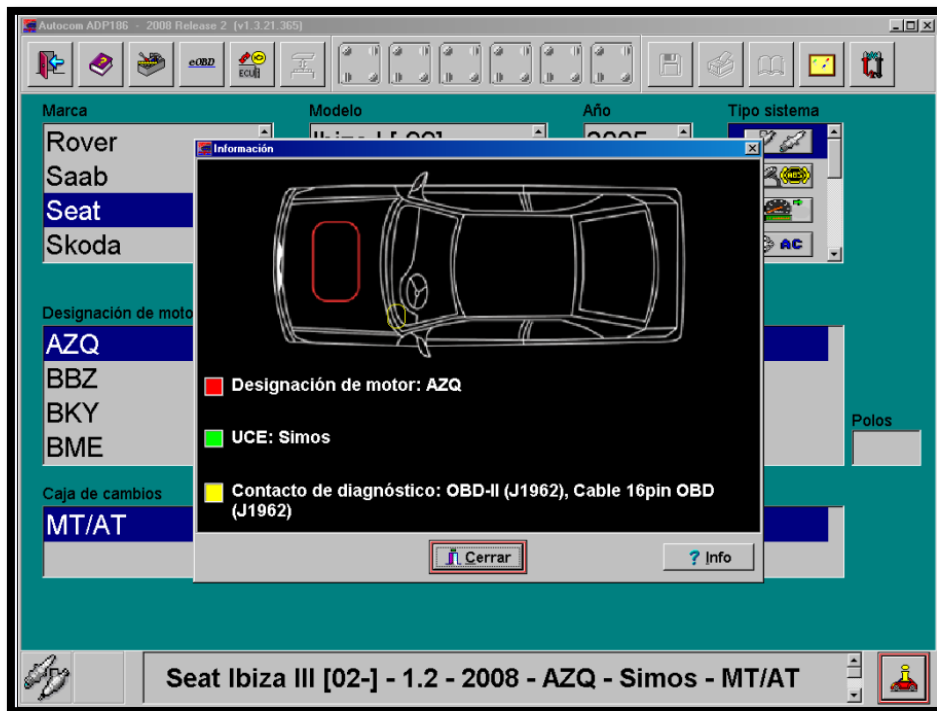 Autocom ADP186 - 2008 Release 2 (v1.3.21.365)
eOBD
ECU
Marca
Modelo
Año
Tipo sistema
Rover
Saab
Seat
Skoda
Información
ABS
AC
Designación de moto
AZQ
BBZ
BKY
BME
Polos
Caja de cambios
MT/AT
Designación de motor: AZQ
UCE: Simos
Contacto de diagnóstico: OBD-II (J1962), Cable 16pin OBD
(J1962)
Cerrar
? Info
Seat Ibiza III [02-] - 1.2 - 2008 - AZQ - Simos - MT/AT